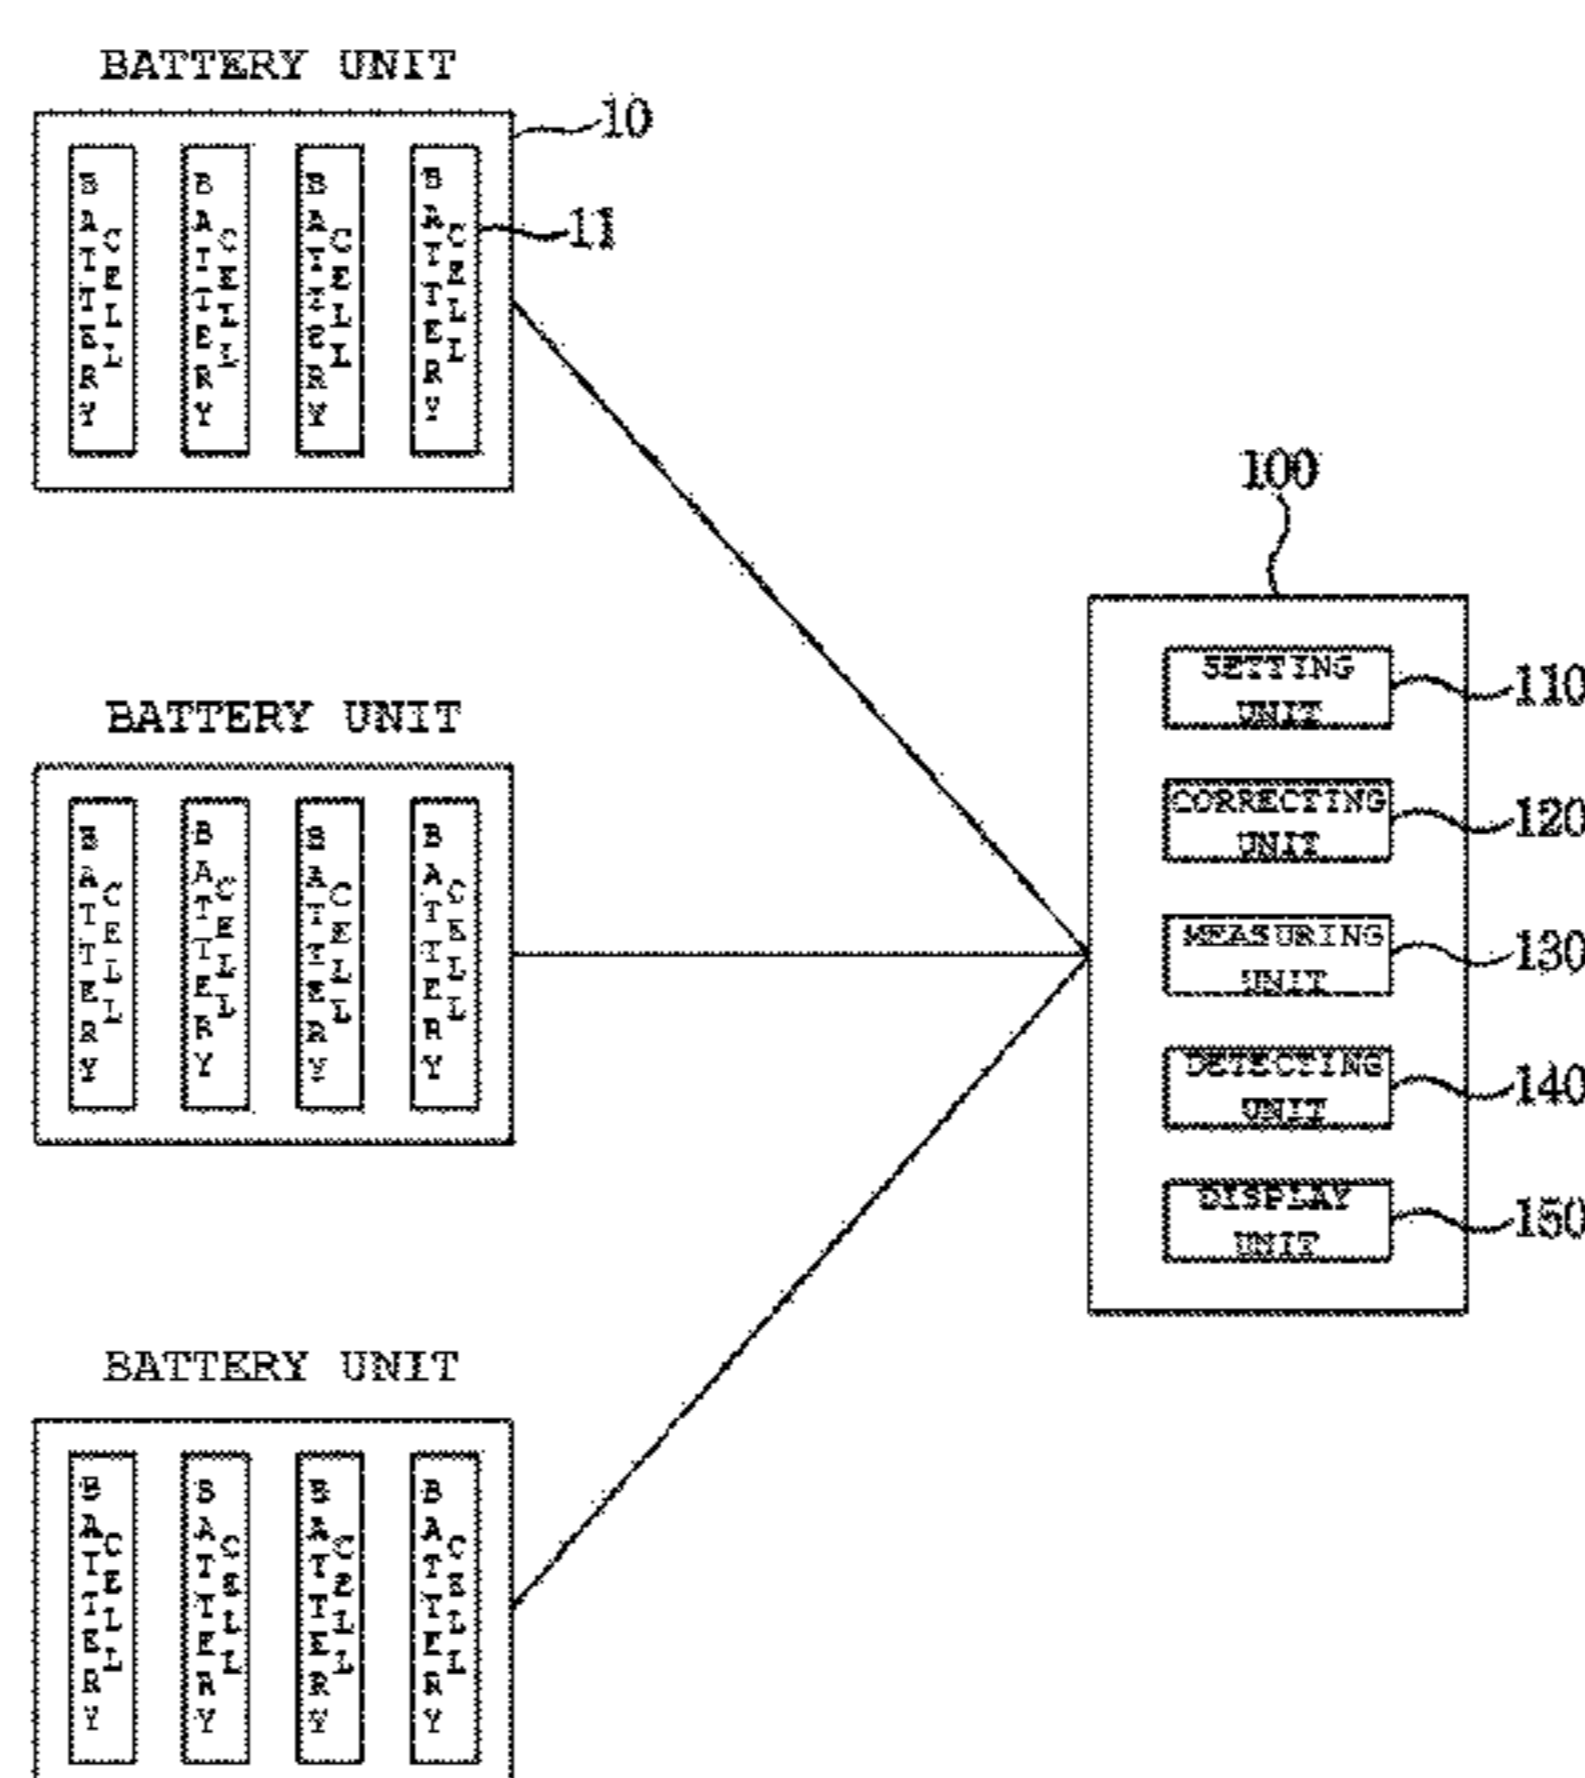 BATTERY UNIT
10
BATTERY CELL
BATTERY CELL
BATTERY CELL
BATTERY CELL
11
100
SETTING
UNIT
110
CORRECTING
UNIT
120
MEASURING
UNIT
130
DETECTING
UNIT
140
DISPLAY
UNIT
150
BATTERY UNIT
BATTERY CELL
BATTERY CELL
BATTERY CELL
BATTERY CELL
BATTERY UNIT
BATTERY CELL
BATTERY CELL
BATTERY CELL
BATTERY CELL